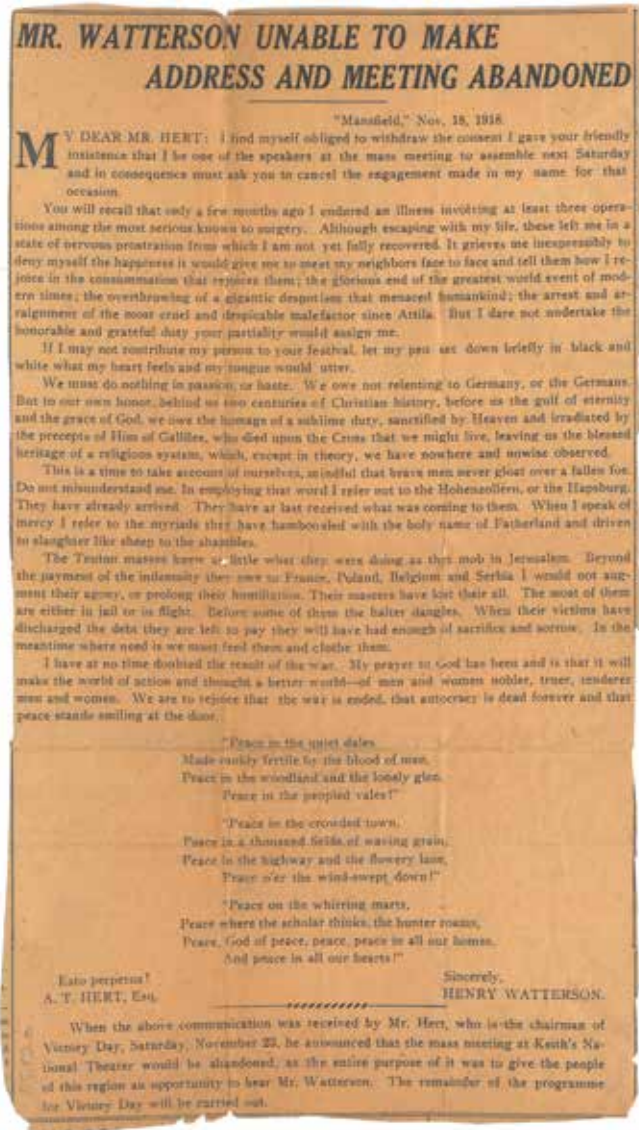 MR. WATTERSON UNABLE TO MAKE
ADDRESS AND MEETING ABANDONED
"Mansfield," Nov. 18, 1918.
MY DEAR MR. HERT: I find myself obliged to withdraw the consent I gave your friendly
insistence that I be one of the speakers at the mass meeting to assemble next Saturday
and in consequence must ask you to cancel the engagement made in my name for that
occasion.
You will recall that only a few months ago I endured an illness involving at least three opera-
tions among the most serious known to surgery. Although escaping with my life, these left me in a
state of nervous prostration from which I am not yet fully recovered. It grieves me inexpressibly to
deny myself the happiness it would give me to meet my neighbors face to face and tell them how I re-
joice in the consummation that rejoices them; the glorious end of the greatest world event of mod-
ern times; the overthrowing of a gigantic despotism that menaced humankind; the arrest and ar-
raignment of the most cruel and despicable malefactor since Attila. But I dare not undertake the
honorable and grateful duty your partiality would assign me.
If I may not contribute my person to your festival, let my pen set down briefly in black and
white what my heart feels and my tongue would utter.
We must do nothing in passion, or haste. We owe not relenting to Germany, or the Germans.
But to our own honor, behind us two centuries of Christian history, before us the gulf of eternity
and the grace of God, we owe the homage of a sublime duty, sanctified by Heaven and irradiated by
the precepts of Him of Galilee, who died upon the Cross that we might live, leaving us the blessed
heritage of a religious system, which, except in theory, we have nowhere and nowise observed.
This is a time to take account of ourselves, mindful that brave men never gloat over a fallen foe.
Do not misunderstand me. In employing that word I refer not to the Hohenzollern, or the Hapsburg.
They have already arrived. They have at last received what was coming to them. When I speak of
mercy I refer to the myriads they have bamboozled with the holy name of Fatherland and driven
to slaughter like sheep to the shambles.
The Teuton masses knew as little what they were doing as that mob in Jerusalem. Beyond
the payment of the indemnity they owe to France, Poland, Belgium and Serbia I would not aug-
ment their agony, or prolong their humiliation. Their masters have lost their all. The most of them
are either in jail or in flight. Before some of them the halter dangles. When their victims have
discharged the debt they are left to pay they will have had enough of sacrifice and sorrow. In the
meantime where need is we must feed them and clothe them.
I have at no time doubted the result of the war. My prayer to God has been and is that it will
make the world of action and thought a better world—of men and women nobler, truer, tenderer
men and women. We are to rejoice that the war is ended, that autocracy is dead forever and that
peace stands smiling at the door.
"Peace in the quiet dales
Made rankly fertile by the blood of men,
Peace in the woodland and the lonely glen,
Peace in the peopled vales!"
"Peace in the crowded town,
Peace in a thousand fields of waving grain,
Peace in the highway and the flowery lane,
Peace o'er the wind-swept down!"
"Peace on the whirring marts,
Peace where the scholar thinks, the hunter roams,
Peace, God of peace, peace, peace in all our homes,
And peace in all our hearts!"
Esto perpetua!
Sincerely,
A. T. HERT, Esq.
HENRY WATTERSON.
When the above communication was received by Mr. Hert, who is the chairman of
Victory Day, Saturday, November 23, he announced that the mass meeting at Keith's Na-
tional Theater would be abandoned, as the entire purpose of it was to give the people
of this region an opportunity to hear Mr. Watterson. The remainder of the programme
for Victory Day will be carried out.